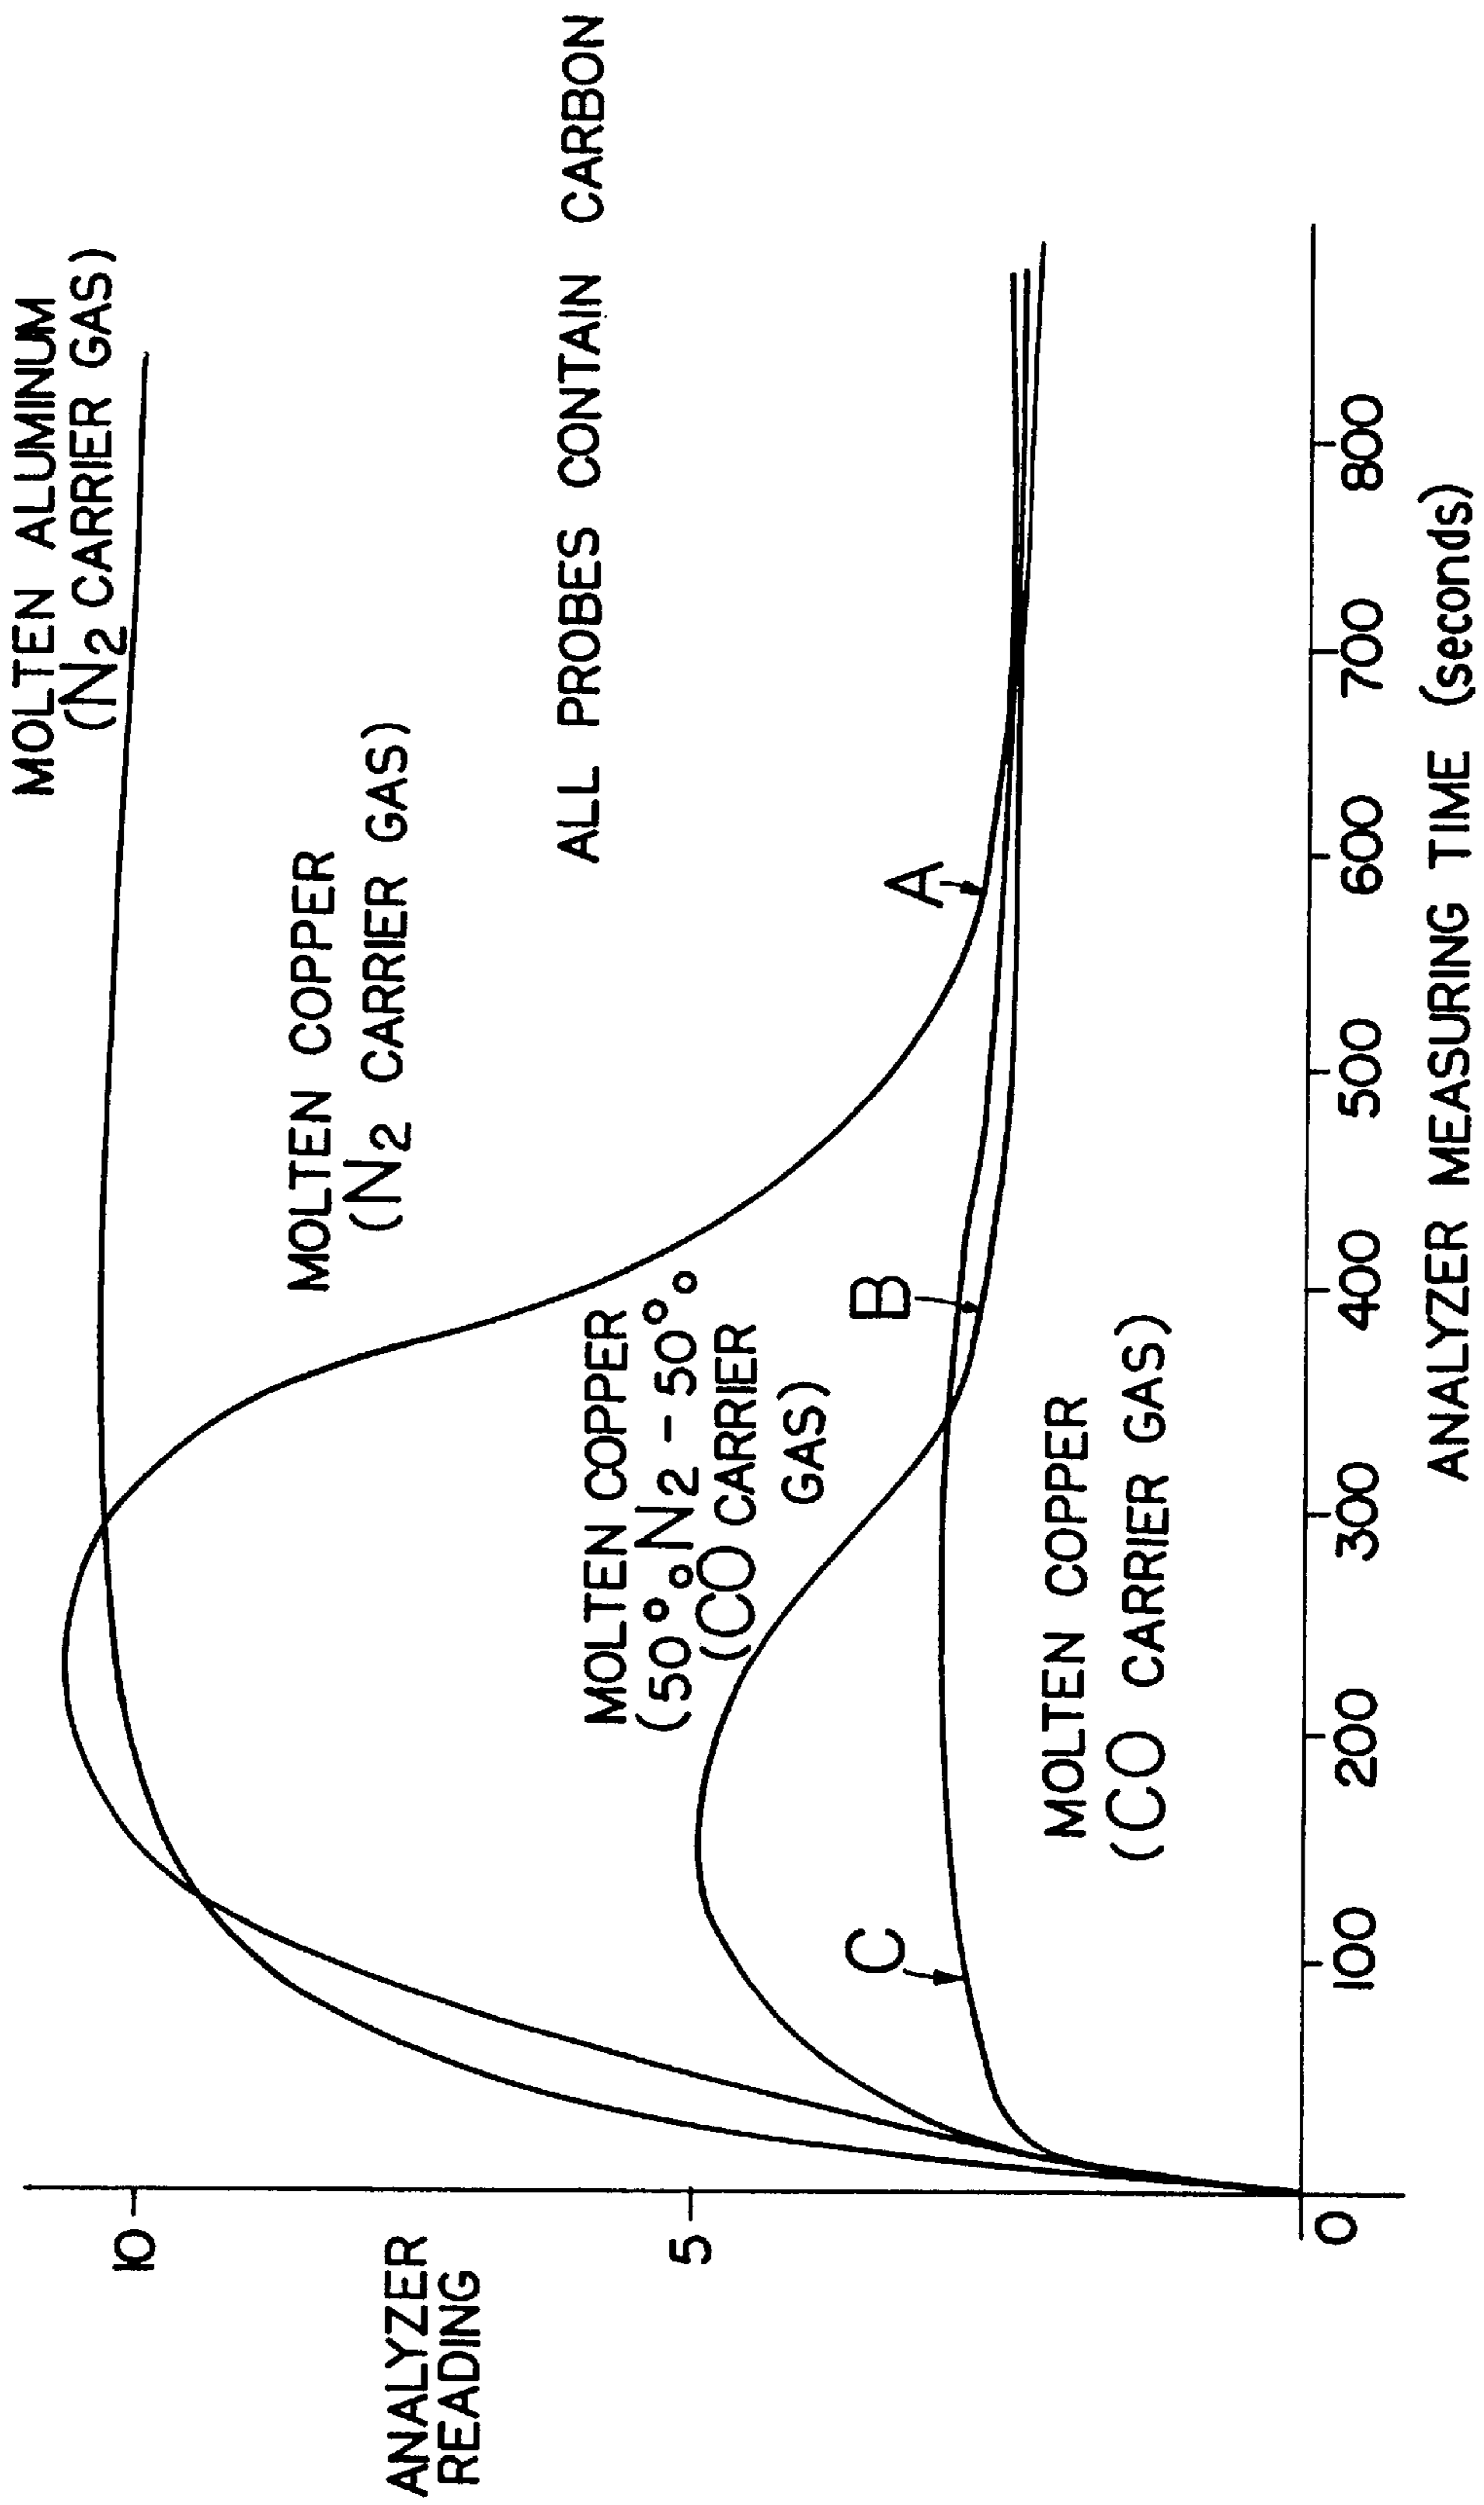 MOLTEN ALUMINUM
(N2 CARRIER GAS)
MOLTEN COPPER
(N2 CARRIER GAS)
ALL PROBES CONTAIN CARBON
MOLTEN COPPER
(50°°N2-50°°
(CO CARRIER
GAS)
A
B
C
MOLTEN COPPER
(CO CARRIER GAS)
10
5
ANALYZER
READING
0
100
200
300
400
500
600
700
800
ANALYZER MEASURING TIME (seconds)